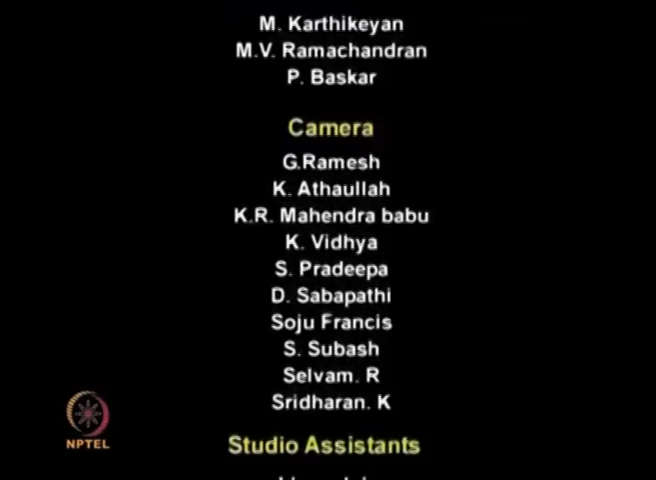 M. Karthikeyan
M.V. Ramachandran
P. Baskar
Camera
G.Ramesh
K. Athaullah
K.R. Mahendra babu
K. Vidhya
S. Pradeepa
D. Sabapathi
Soju Francis
S. Subash
Selvam. R
Sridharan. K
NPTEL
Studio Assistants